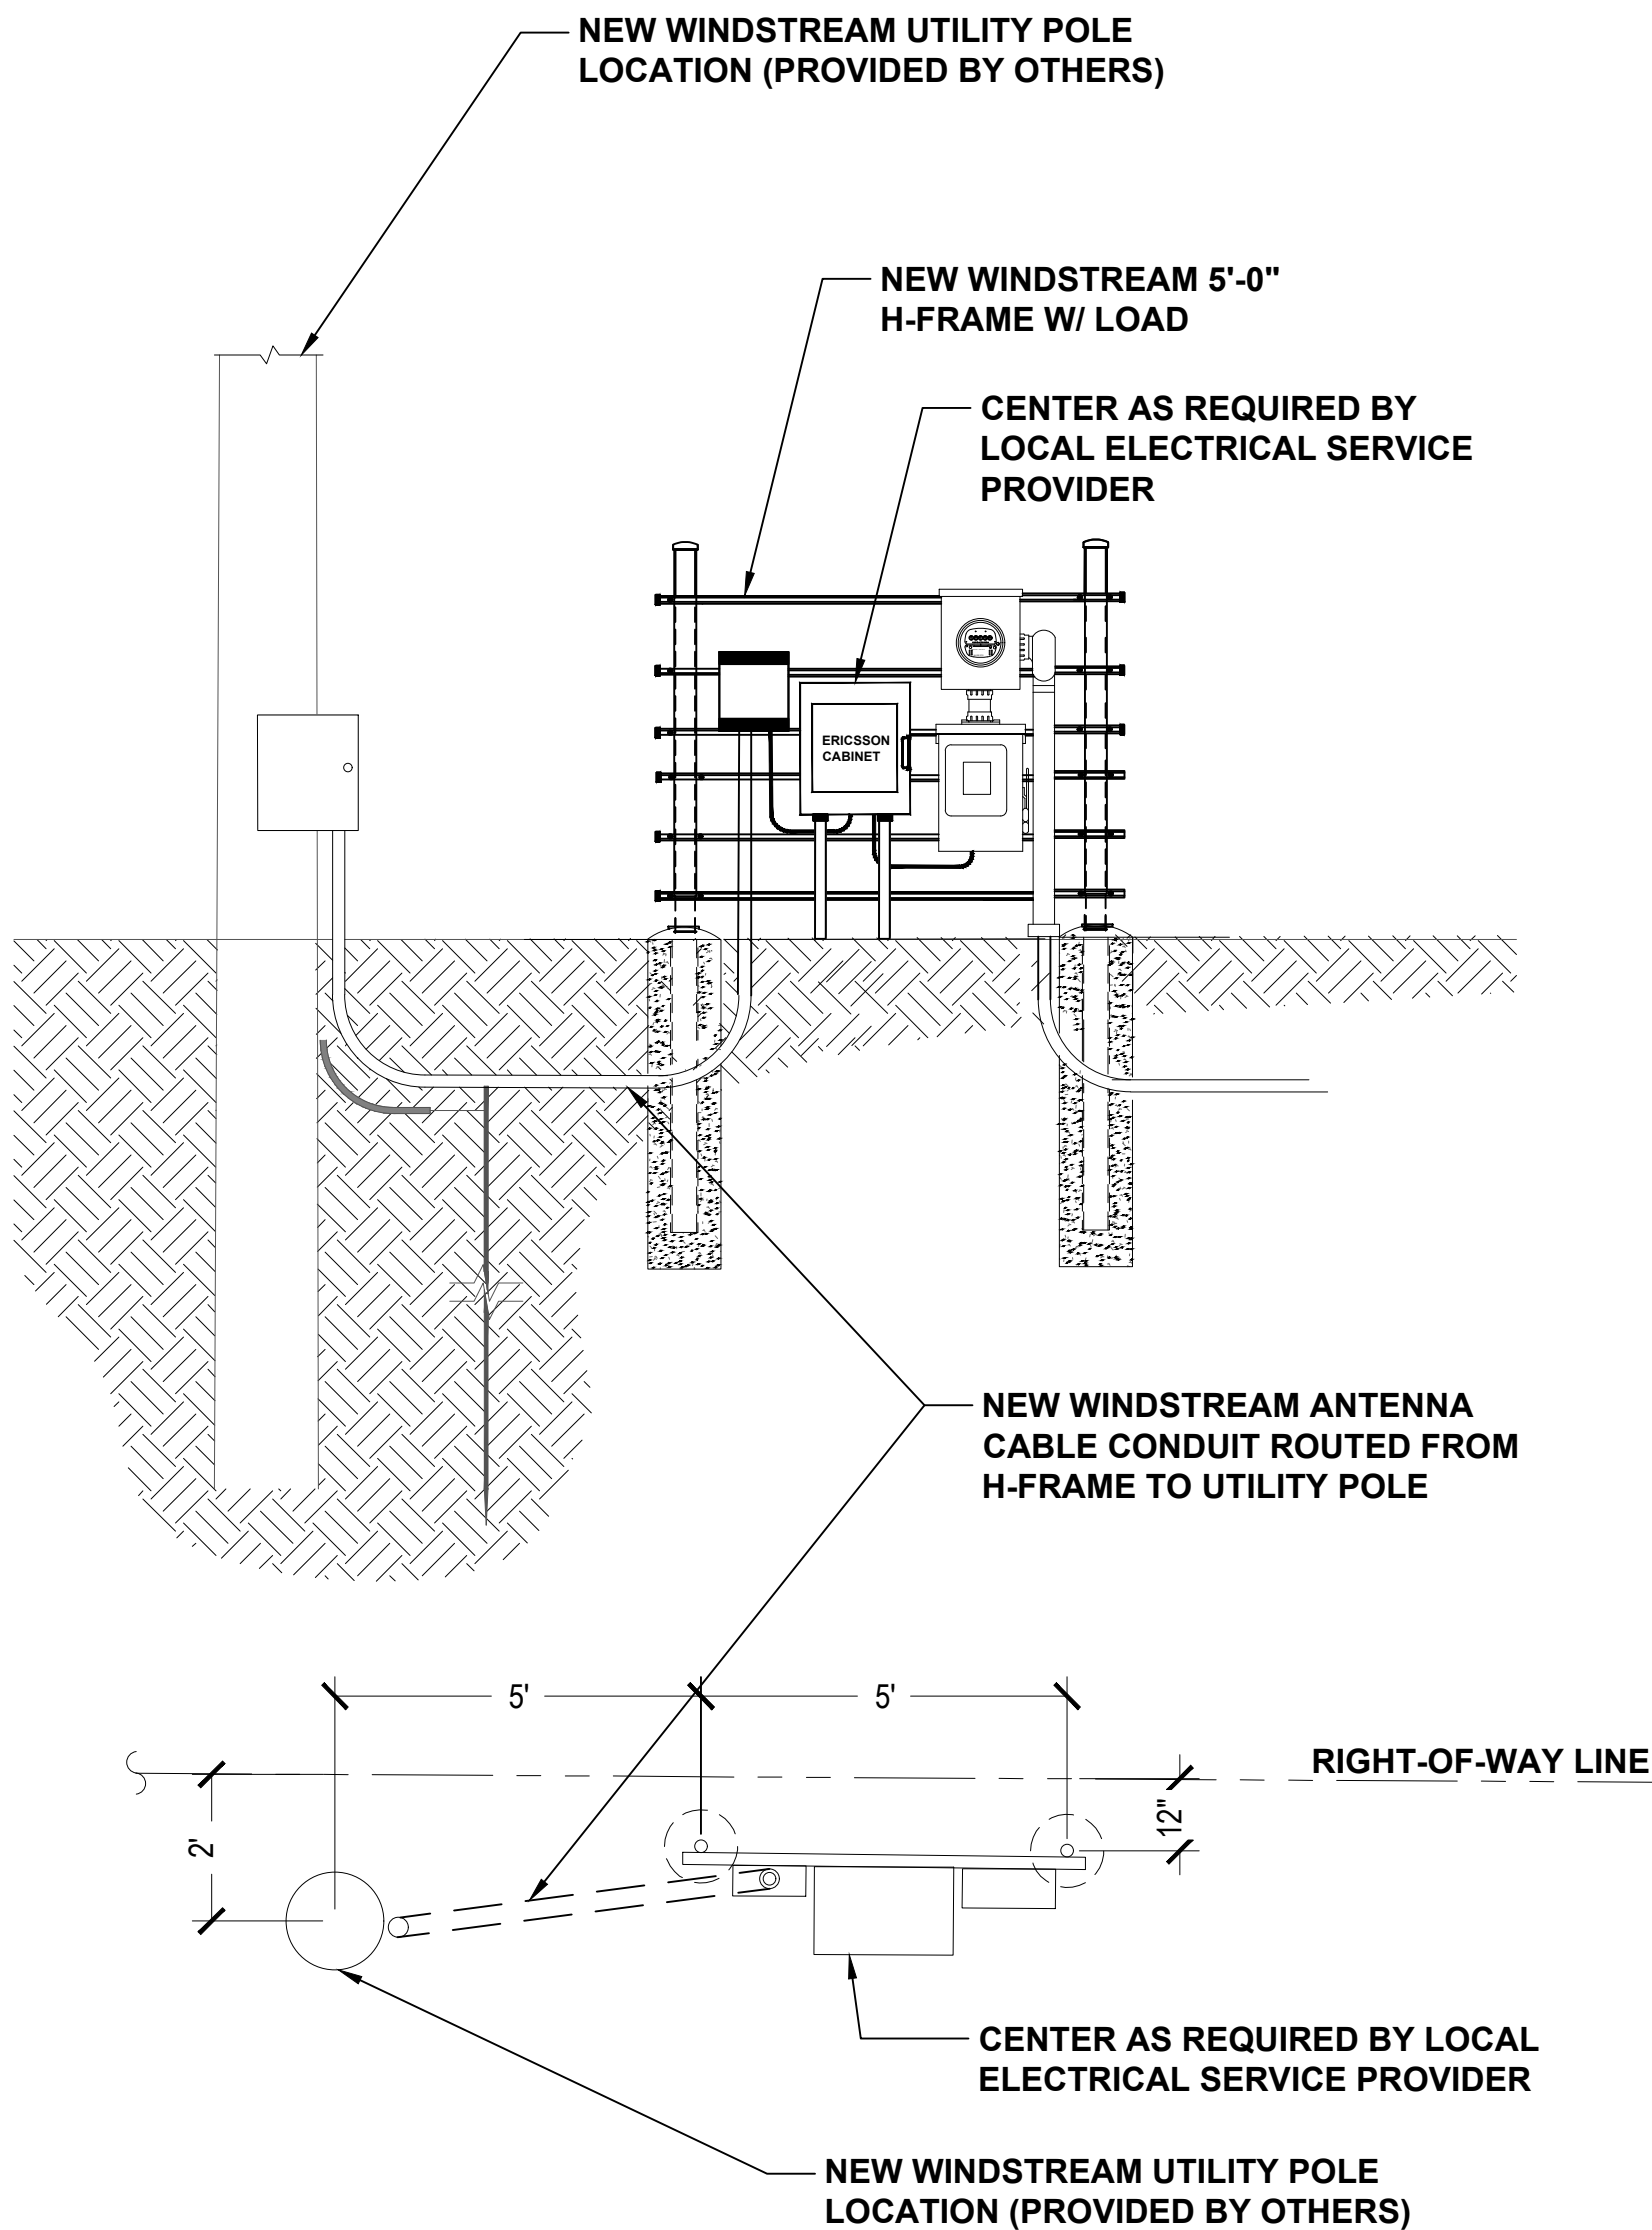 NEW WINDSTREAM UTILITY POLE
LOCATION (PROVIDED BY OTHERS)
NEW WINDSTREAM 5'-0"
H-FRAME W/ LOAD
CENTER AS REQUIRED BY
LOCAL ELECTRICAL SERVICE
PROVIDER
ERICSSON
CABINET
NEW WINDSTREAM ANTENNA
CABLE CONDUIT ROUTED FROM
H-FRAME TO UTILITY POLE
5'
5'
RIGHT-OF-WAY LINE
2'
12"
CENTER AS REQUIRED BY LOCAL
ELECTRICAL SERVICE PROVIDER
NEW WINDSTREAM UTILITY POLE
LOCATION (PROVIDED BY OTHERS)